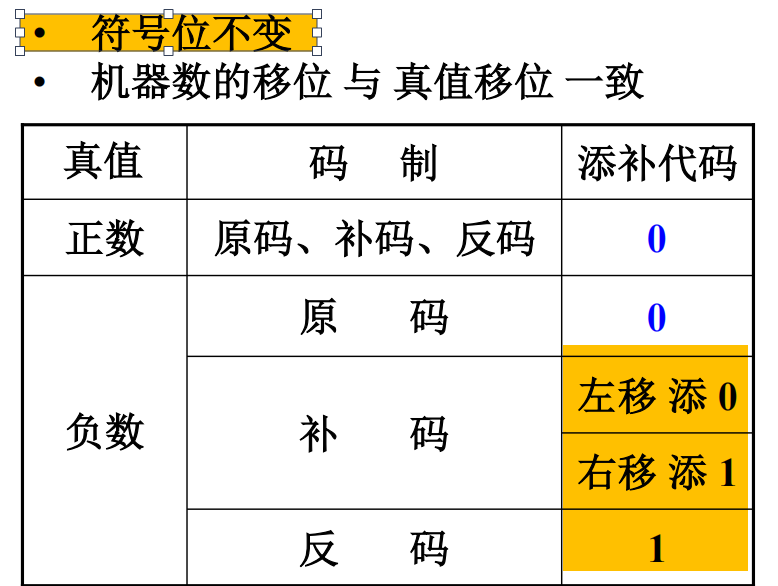 • 符号位不变
• 机器数的移位 与 真值移位 一致
真值 码 制 添补代码
正数 原码、补码、反码 0
负数 原 码 0
补 码 左移 添 0
右移 添 1
反 码 1